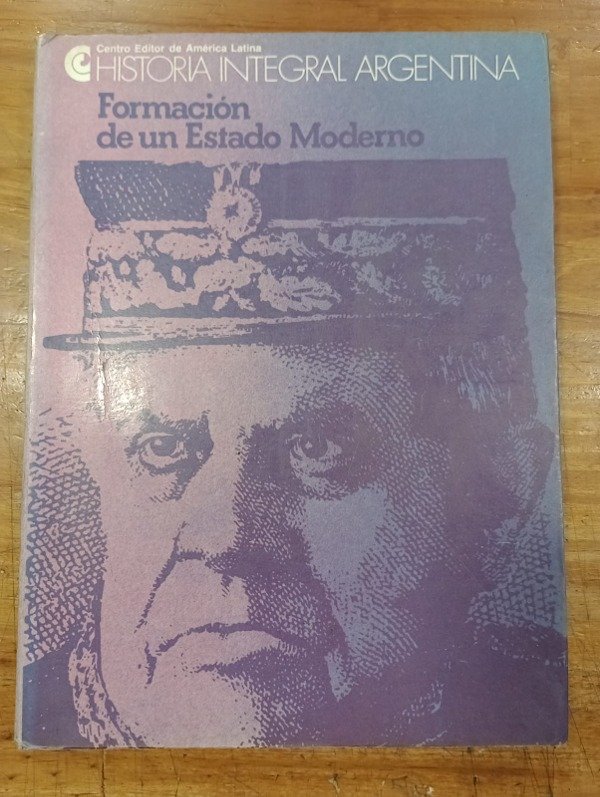 Centro Editor de América Latina
HISTORIA INTEGRAL ARGENTINA
Formación
de un Estado Moderno